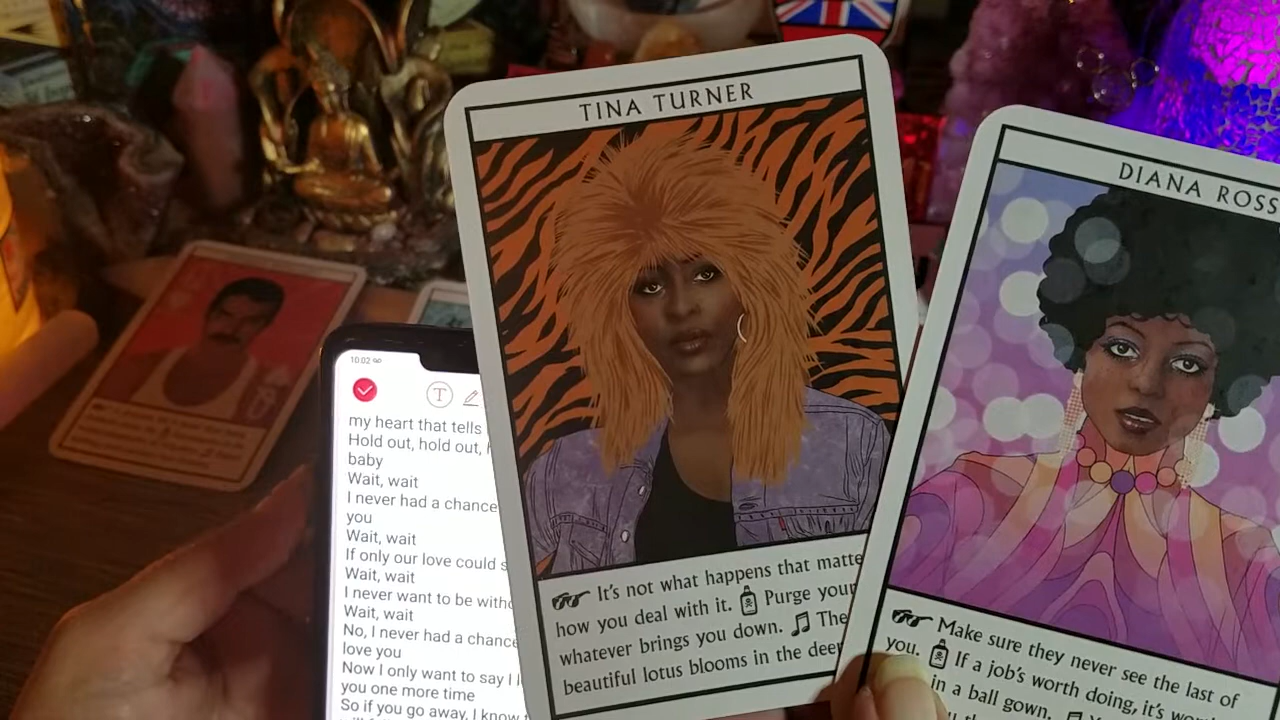 TINA TURNER
It's not what happens that matte
how you deal with it. Purge your
whatever brings you down. The
beautiful lotus blooms in the deep
DIANA ROSS
Make sure they never see the last of
you. If a job's worth doing, it's wor
in a ball gown.
10.02
T
my heart that tells
Hold out, hold out,
baby
Wait, wait
I never had a chance
you
Wait, wait
If only our love could s
Wait, wait
I never want to be witho
Wait, wait
No, I never had a chance
love you
Now I only want to say I l
you one more time
So if you go away, I know